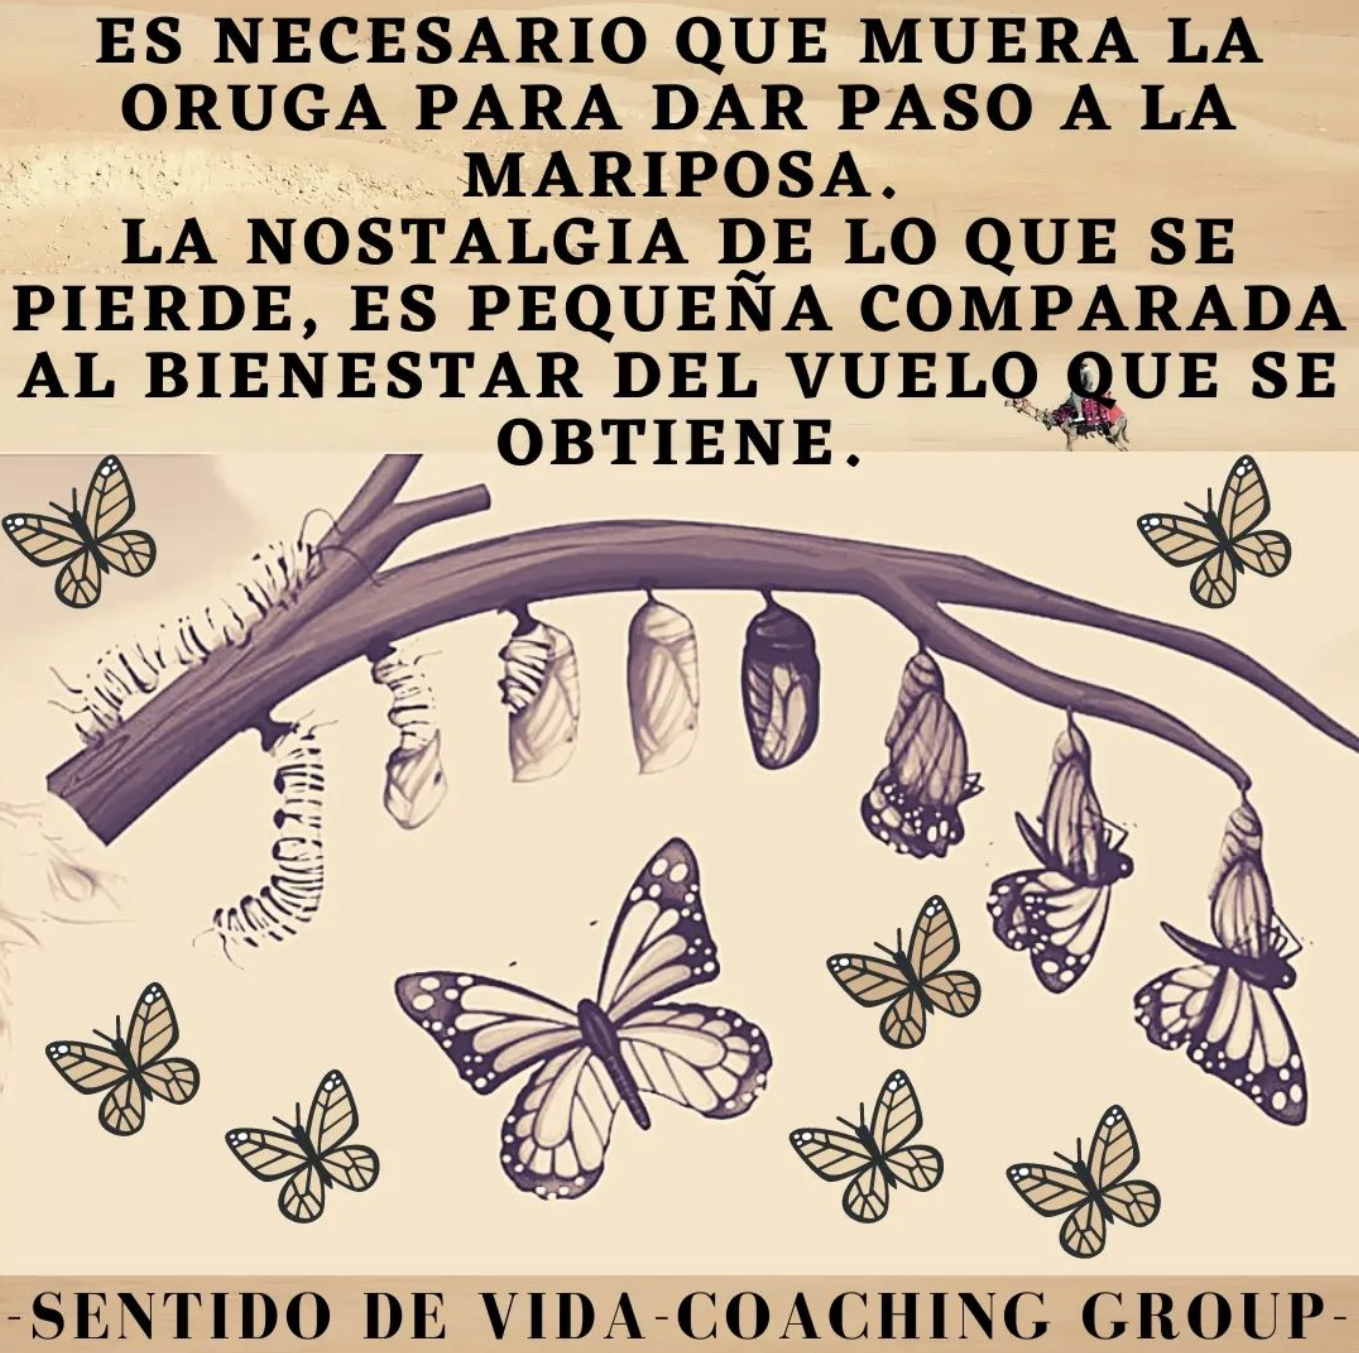 ES NECESARIO QUE MUERA LA
ORUGA PARA DAR PASO A LA
MARIPOSA.
LA NOSTALGIA DE LO QUE SE
PIERDE, ES PEQUEÑA COMPARADA
AL BIENESTAR DEL VUELO QUE SE
OBTIENE.
-SENTIDO DE VIDA-COACHING GROUP-